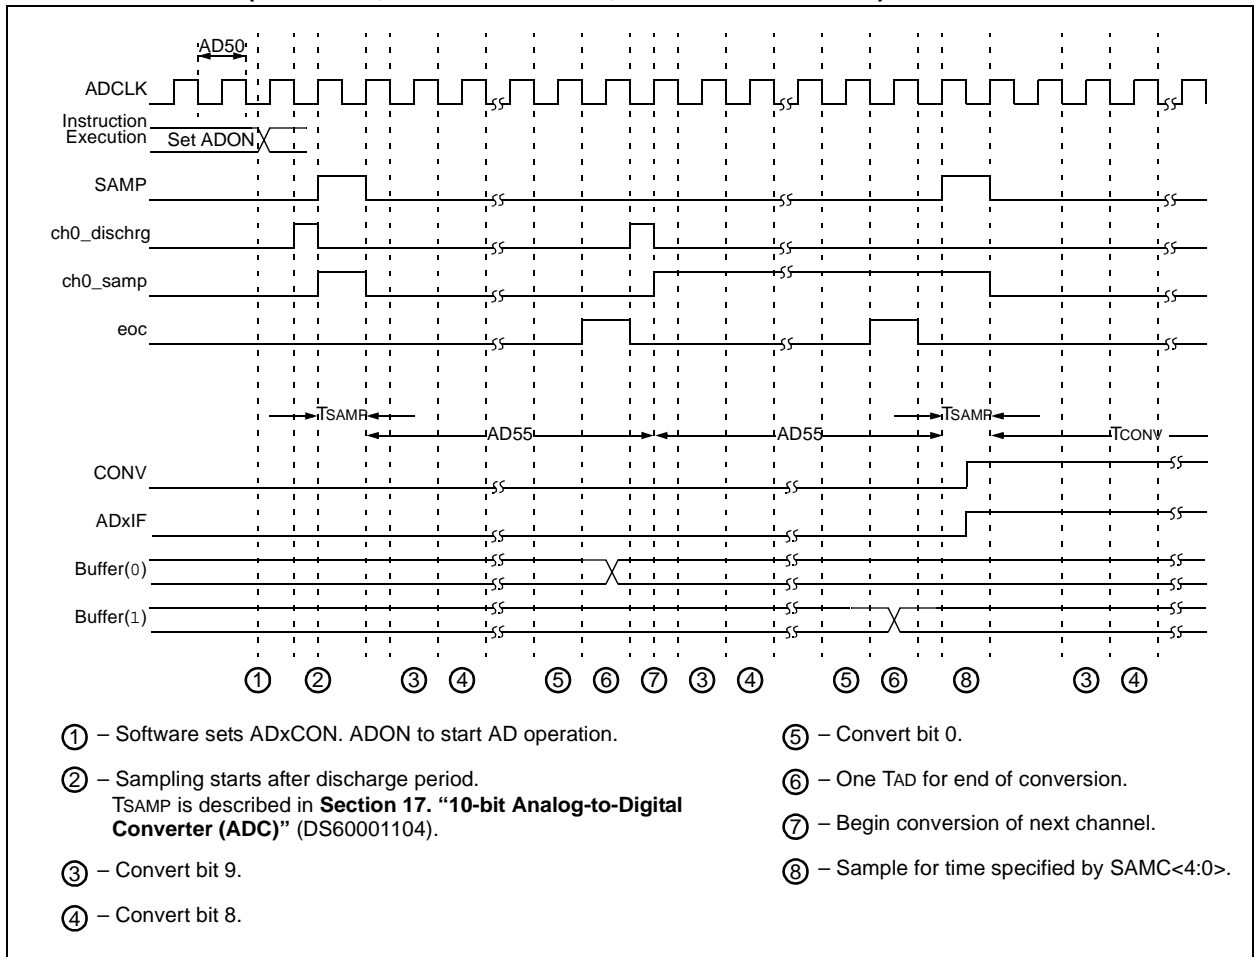 AD50
ADCLK
Instruction
Execution
Set ADON
SAMP
ch0_dischrg
ch0_samp
eoc
TSAMP
TSAMP
AD55
AD55
TCONV
CONV
ADxIF
Buffer(0)
Buffer(1)
1 2 3 4 5 6 7 3 4 5 6 8 3 4
1 – Software sets ADxCON. ADON to start AD operation.
2 – Sampling starts after discharge period.
TSAMP is described in Section 17. “10-bit Analog-to-Digital
Converter (ADC)” (DS60001104).
3 – Convert bit 9.
4 – Convert bit 8.
5 – Convert bit 0.
6 – One TAD for end of conversion.
7 – Begin conversion of next channel.
8 – Sample for time specified by SAMC<4:0>.